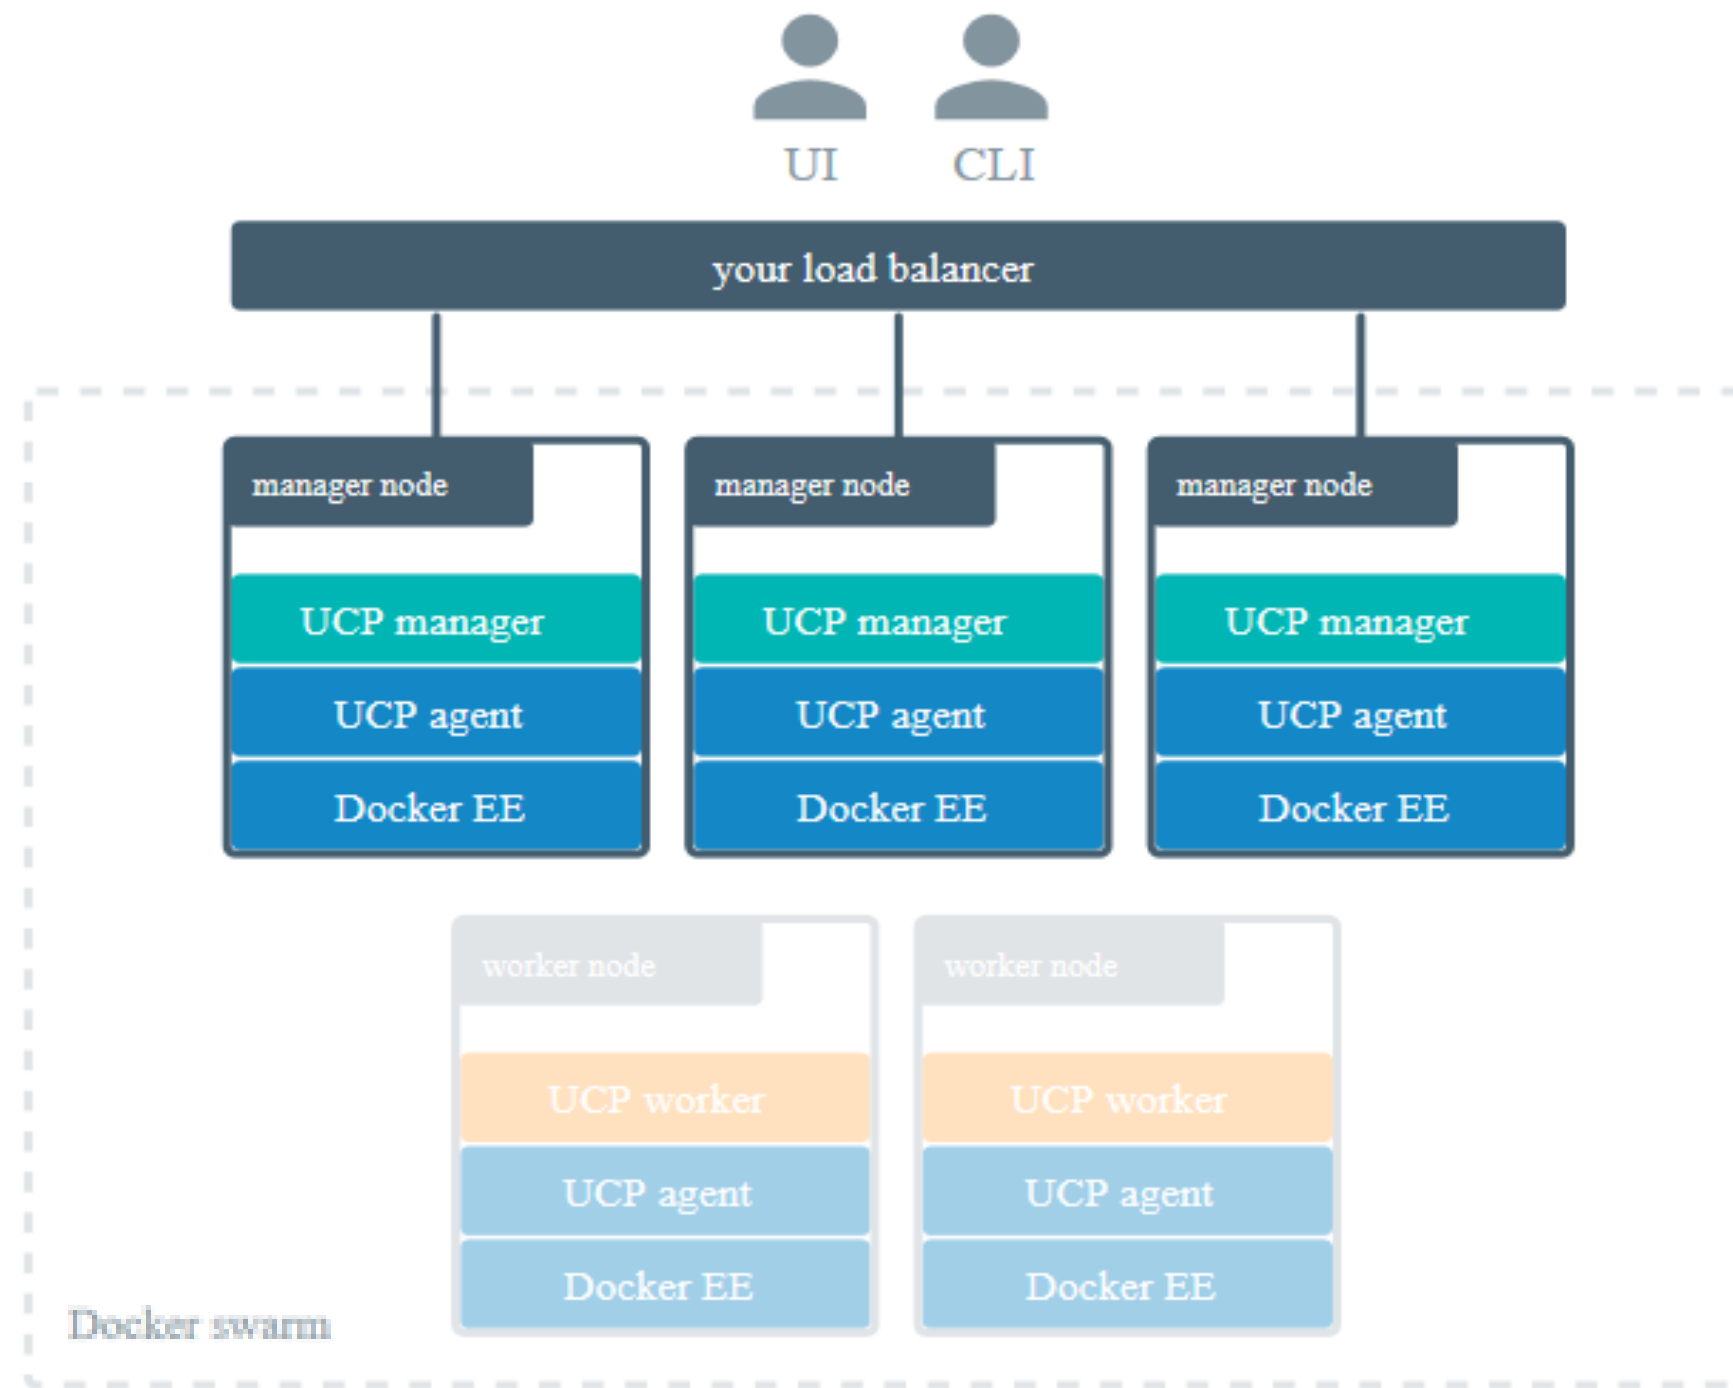 UI CLI
your load balancer
manager node manager node manager node
UCP manager UCP manager UCP manager
UCP agent UCP agent UCP agent
Docker EE Docker EE Docker EE
worker node worker node
UCP worker UCP worker
UCP agent UCP agent
Docker EE Docker EE
Docker swarm